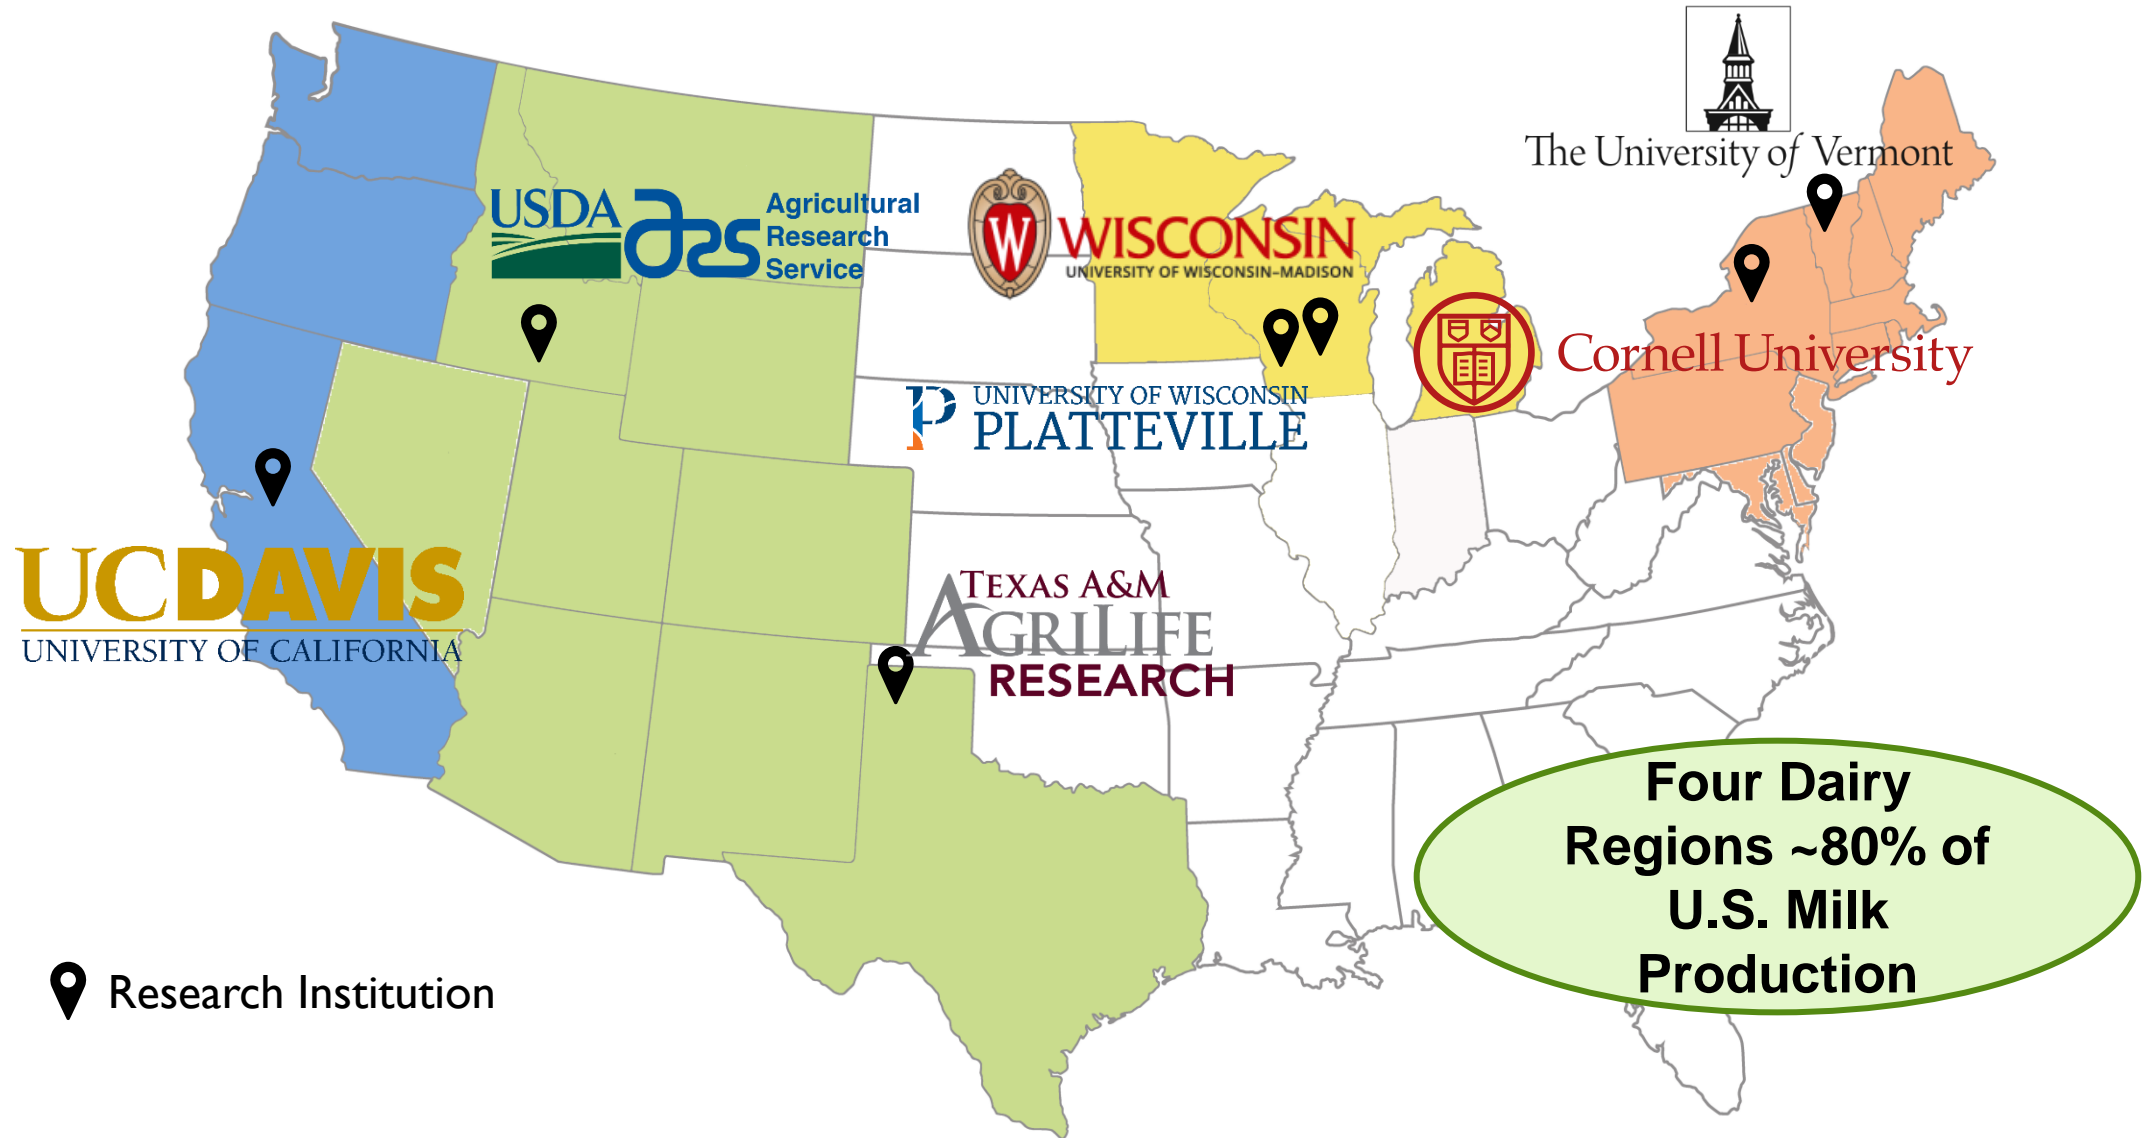 The University of Vermont
USDA
ars
Agricultural
Research
Service
W
WISCONSIN
UNIVERSITY OF WISCONSIN–MADISON
Cornell University
P
UNIVERSITY OF WISCONSIN
PLATTEVILLE
UCDAVIS
UNIVERSITY OF CALIFORNIA
TEXAS A&M
AGRILIFE
RESEARCH
Four Dairy
Regions ~80% of
U.S. Milk
Production
Research Institution